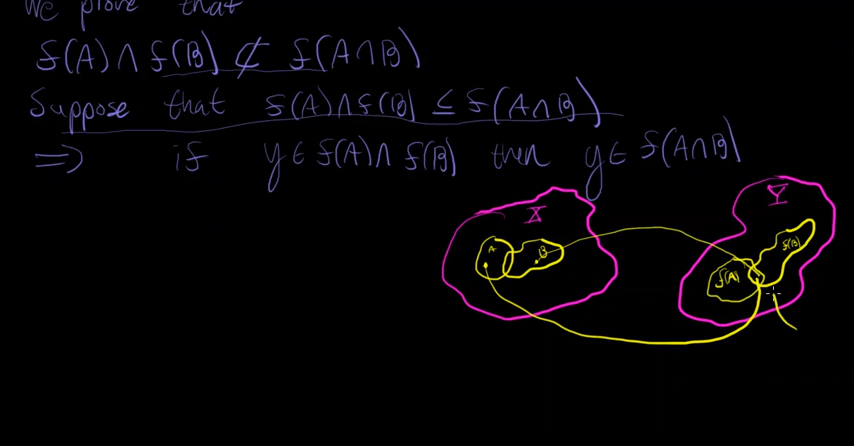 We prove that
f(A) ∩ f(B) ⊄ f(A∩B)
Suppose that f(A)∩f(B) ⊆ f(A∩B)
⇒ if y∈ f(A)∩ f(B) then y∈ f(A∩B)
X
Y
A
B
f(A)
f(B)